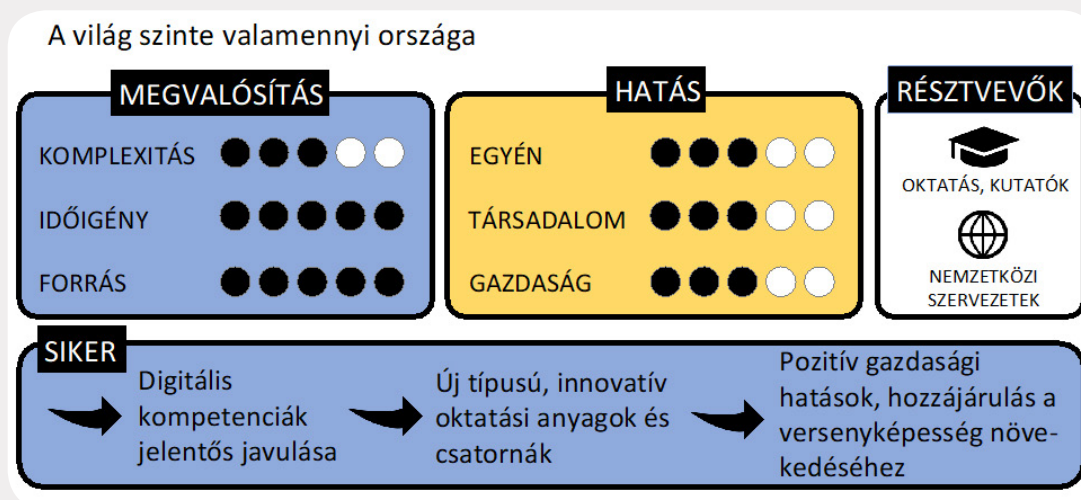 A világ szinte valamennyi országa
MEGVALÓSÍTÁS
KOMPLEXITÁS
IDŐIGÉNY
FORRÁS
HATÁS
EGYÉN
TÁRSADALOM
GAZDASÁG
RÉSZTVEVŐK
OKTATÁS, KUTATÓK
NEMZETKÖZI
SZERVEZETEK
SIKER
Digitális
kompetenciák
jelentős javulása
Új típusú, innovatív
oktatási anyagok és
csatornák
Pozitív gazdasági
hatások, hozzájárulás a
versenyképesség növe-
kedéséhez